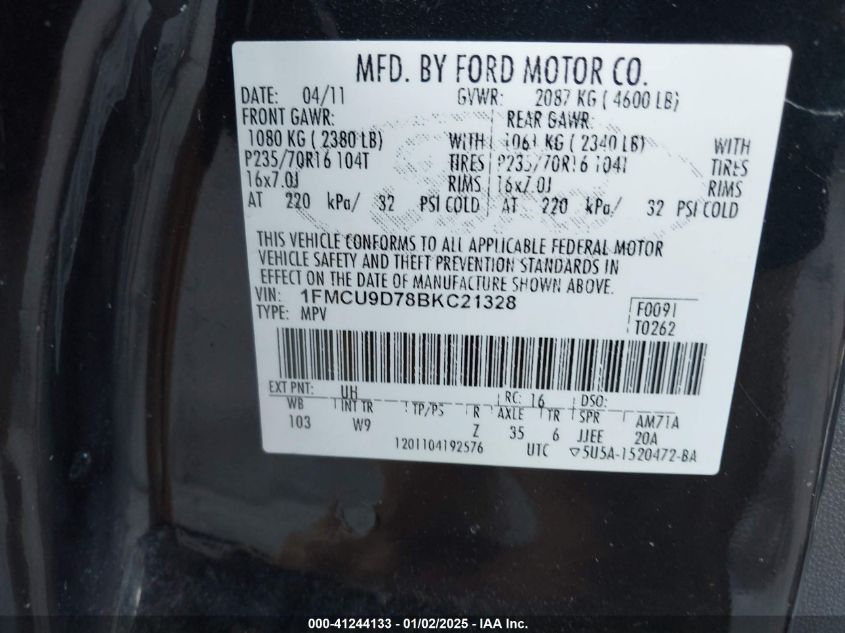 MFD. BY FORD MOTOR CO.
DATE: 04/11 GVWR: 2087 KG ( 4600 LB)
FRONT GAWR: REAR GAWR:
1080 KG ( 2380 LB) WITH 1061 KG ( 2340 LB) WITH
P235/70R16 104T TIRES P235/70R16 104T TIRES
16x7.0J RIMS 16x7.0J RIMS
AT 220 kPa/ 32 PSI COLD AT 220 kPa/ 32 PSI COLD
THIS VEHICLE CONFORMS TO ALL APPLICABLE FEDERAL MOTOR
VEHICLE SAFETY AND THEFT PREVENTION STANDARDS IN
EFFECT ON THE DATE OF MANUFACTURE SHOWN ABOVE.
VIN: 1FMCU9D78BKC21328 F0091
TYPE: MPV T0262
EXT PNT: UH RC: 16 DSO:
WB INT TR TP/PS R AXLE TR SPR AM71A
103 W9 Z 35 6 JJEE 20A
1201104192576 UTC ▽5U5A-1520472-BA
000-41244133 - 01/02/2025 - IAA Inc.